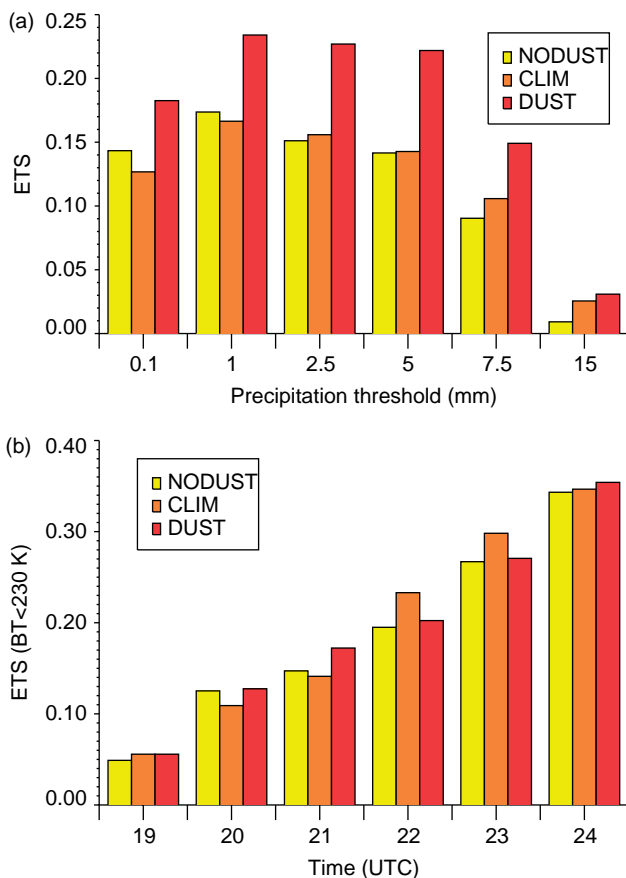 (a)
0.25
0.20
0.15
0.10
0.05
0.00
ETS
NODUST
CLIM
DUST
0.1 1 2.5 5 7.5 15
Precipitation threshold (mm)
(b)
0.40
0.30
0.20
0.10
0.00
ETS (BT<230 K)
NODUST
CLIM
DUST
19 20 21 22 23 24
Time (UTC)